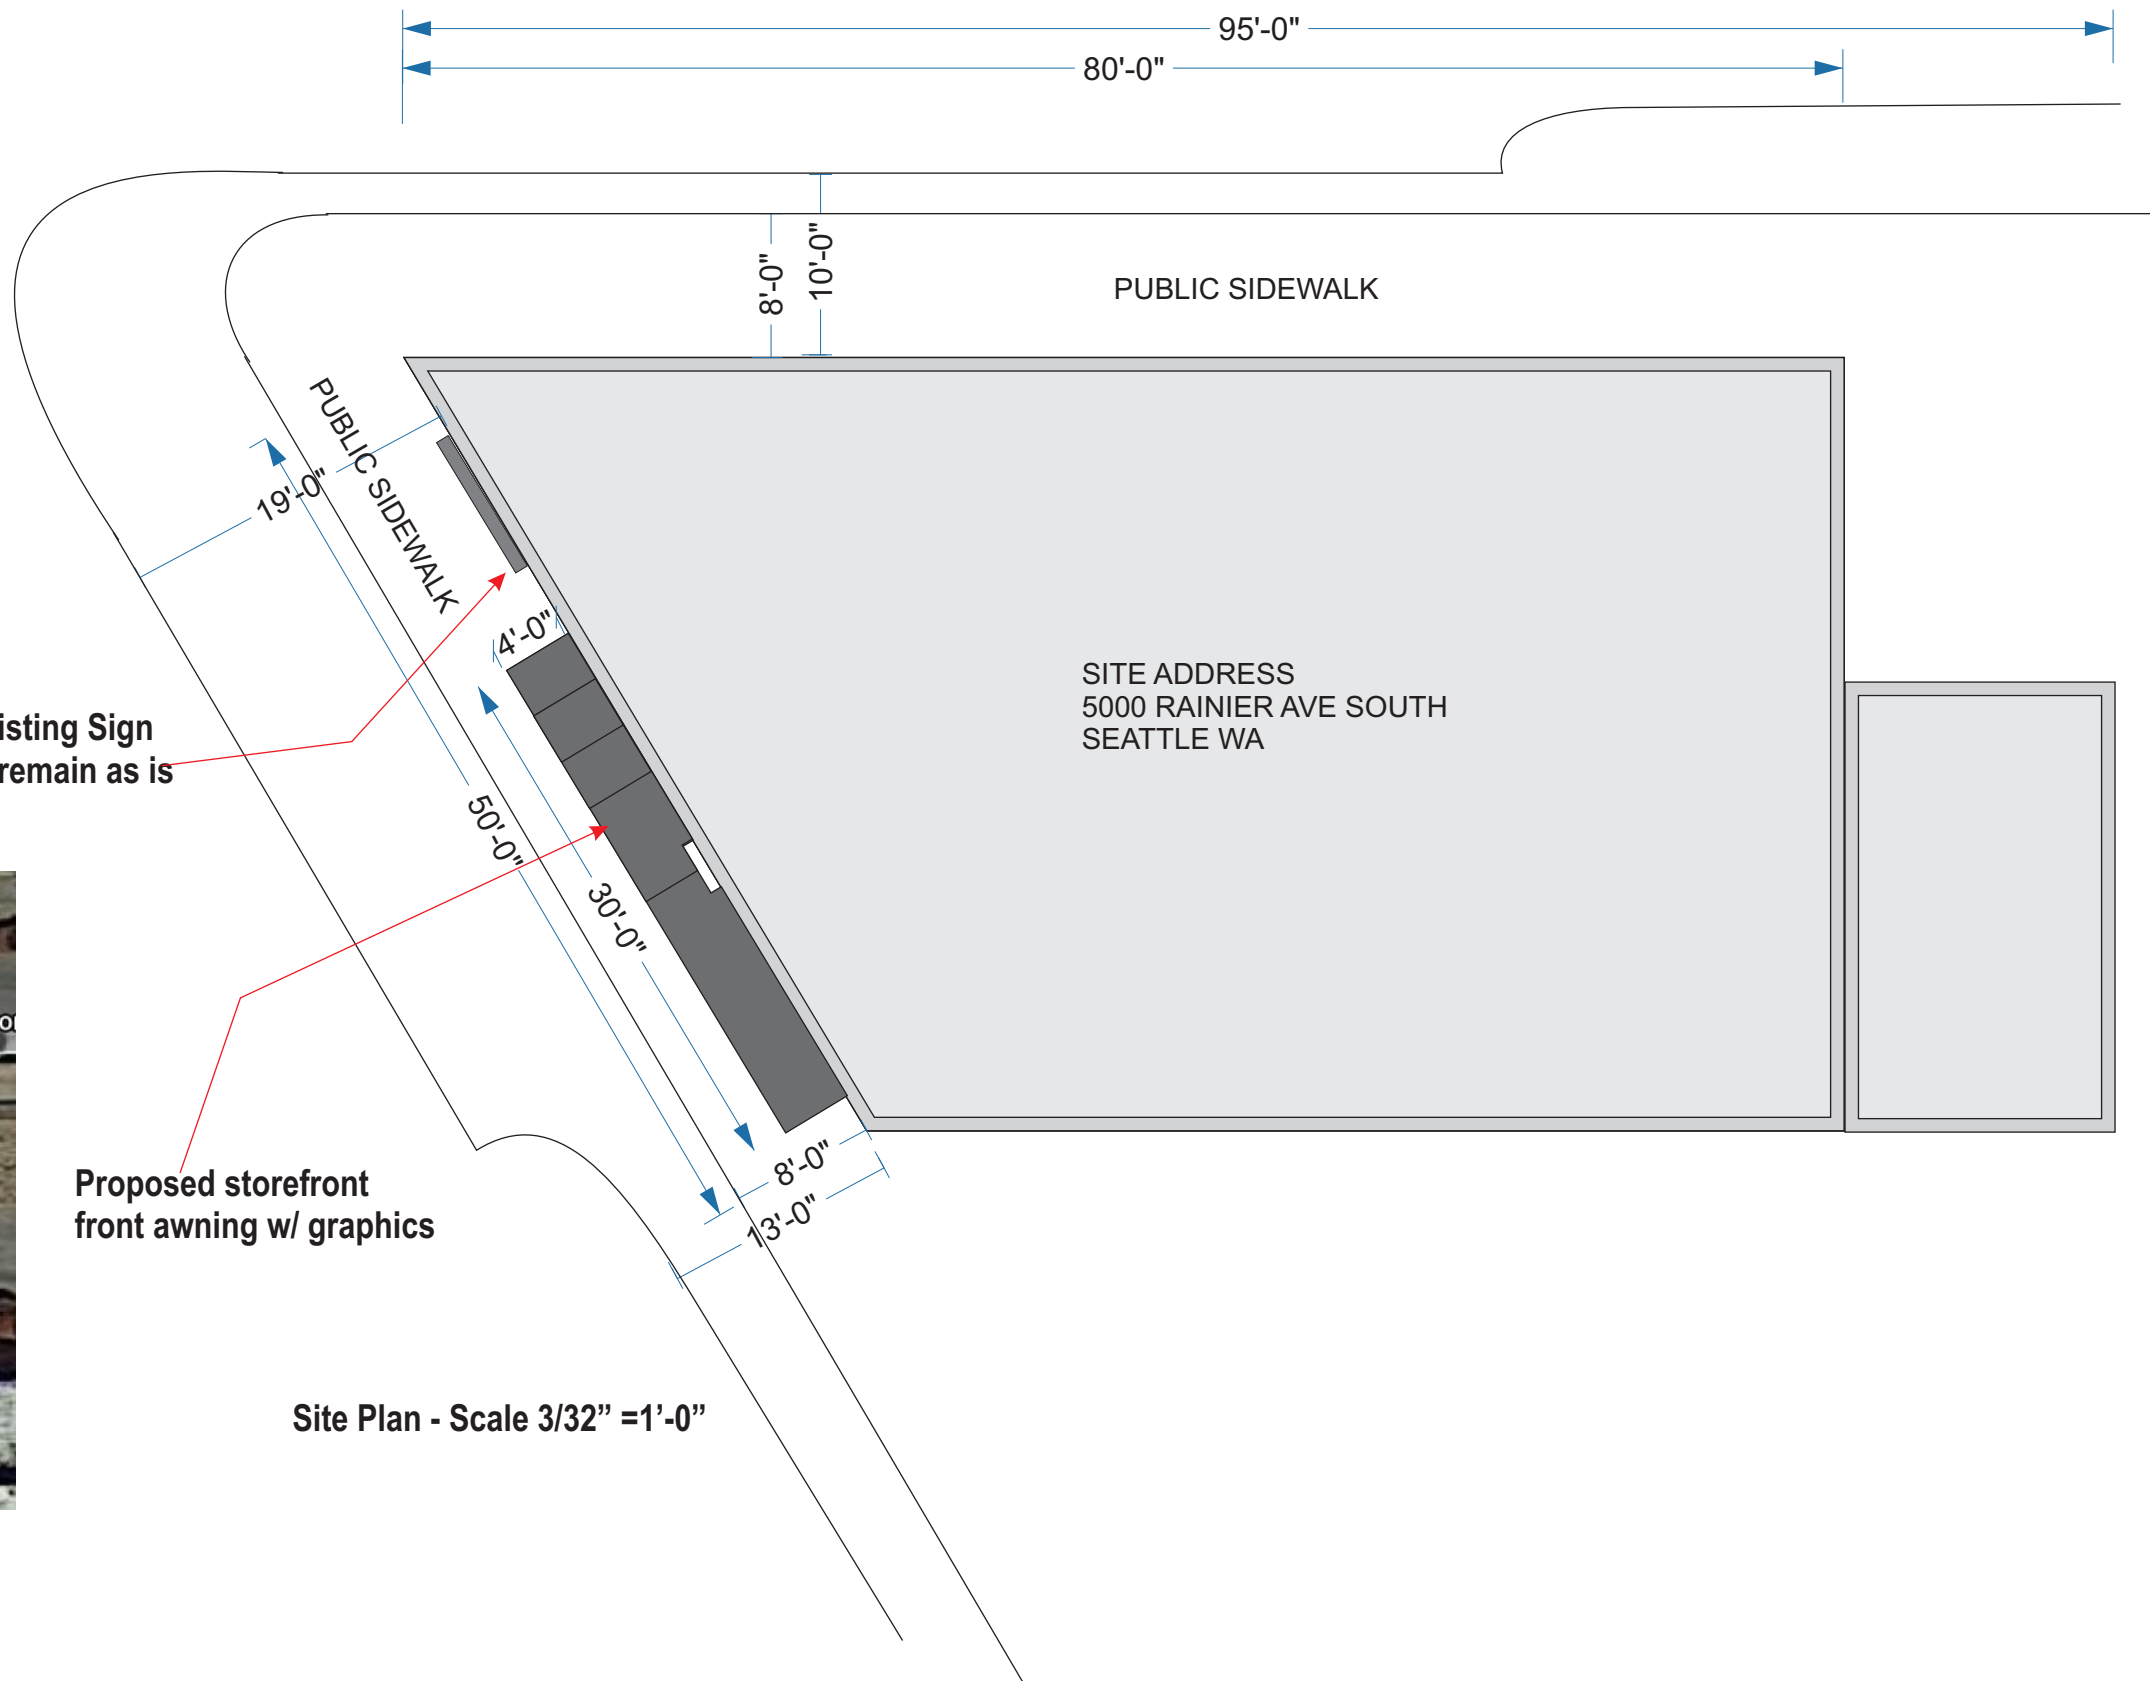 95'-0"
80'-0"
8'-0"
10'-0"
PUBLIC SIDEWALK
PUBLIC SIDEWALK
19'-0"
4'-0"
SITE ADDRESS
5000 RAINIER AVE SOUTH
SEATTLE WA
isting Sign
remain as is
50'-0"
30'-0"
or
8'-0"
13'-0"
Proposed storefront
front awning w/ graphics
Site Plan - Scale 3/32” =1’-0”